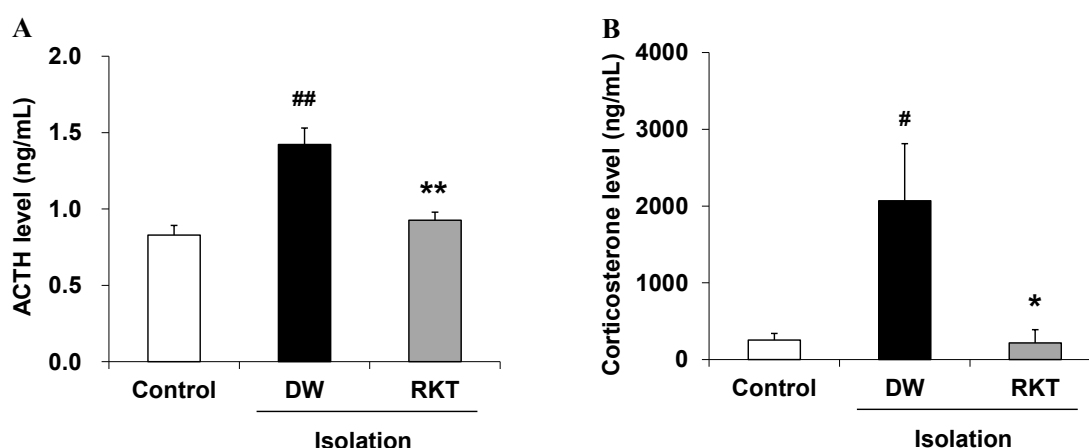 A
ACTH level (ng/mL)
2.0
1.5
1.0
0.5
0.0
##
**
Control
DW
RKT
Isolation
B
Corticosterone level (ng/mL)
4000
3000
2000
1000
0
#
*
Control
DW
RKT
Isolation